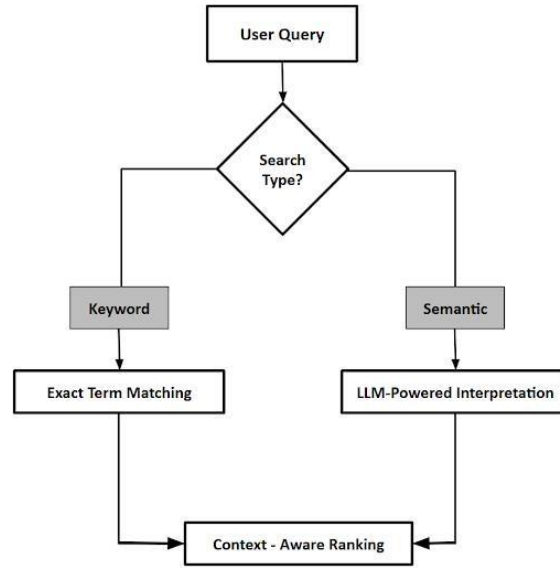 User Query
Search
Type?
Keyword
Semantic
Exact Term Matching
LLM-Powered Interpretation
Context - Aware Ranking